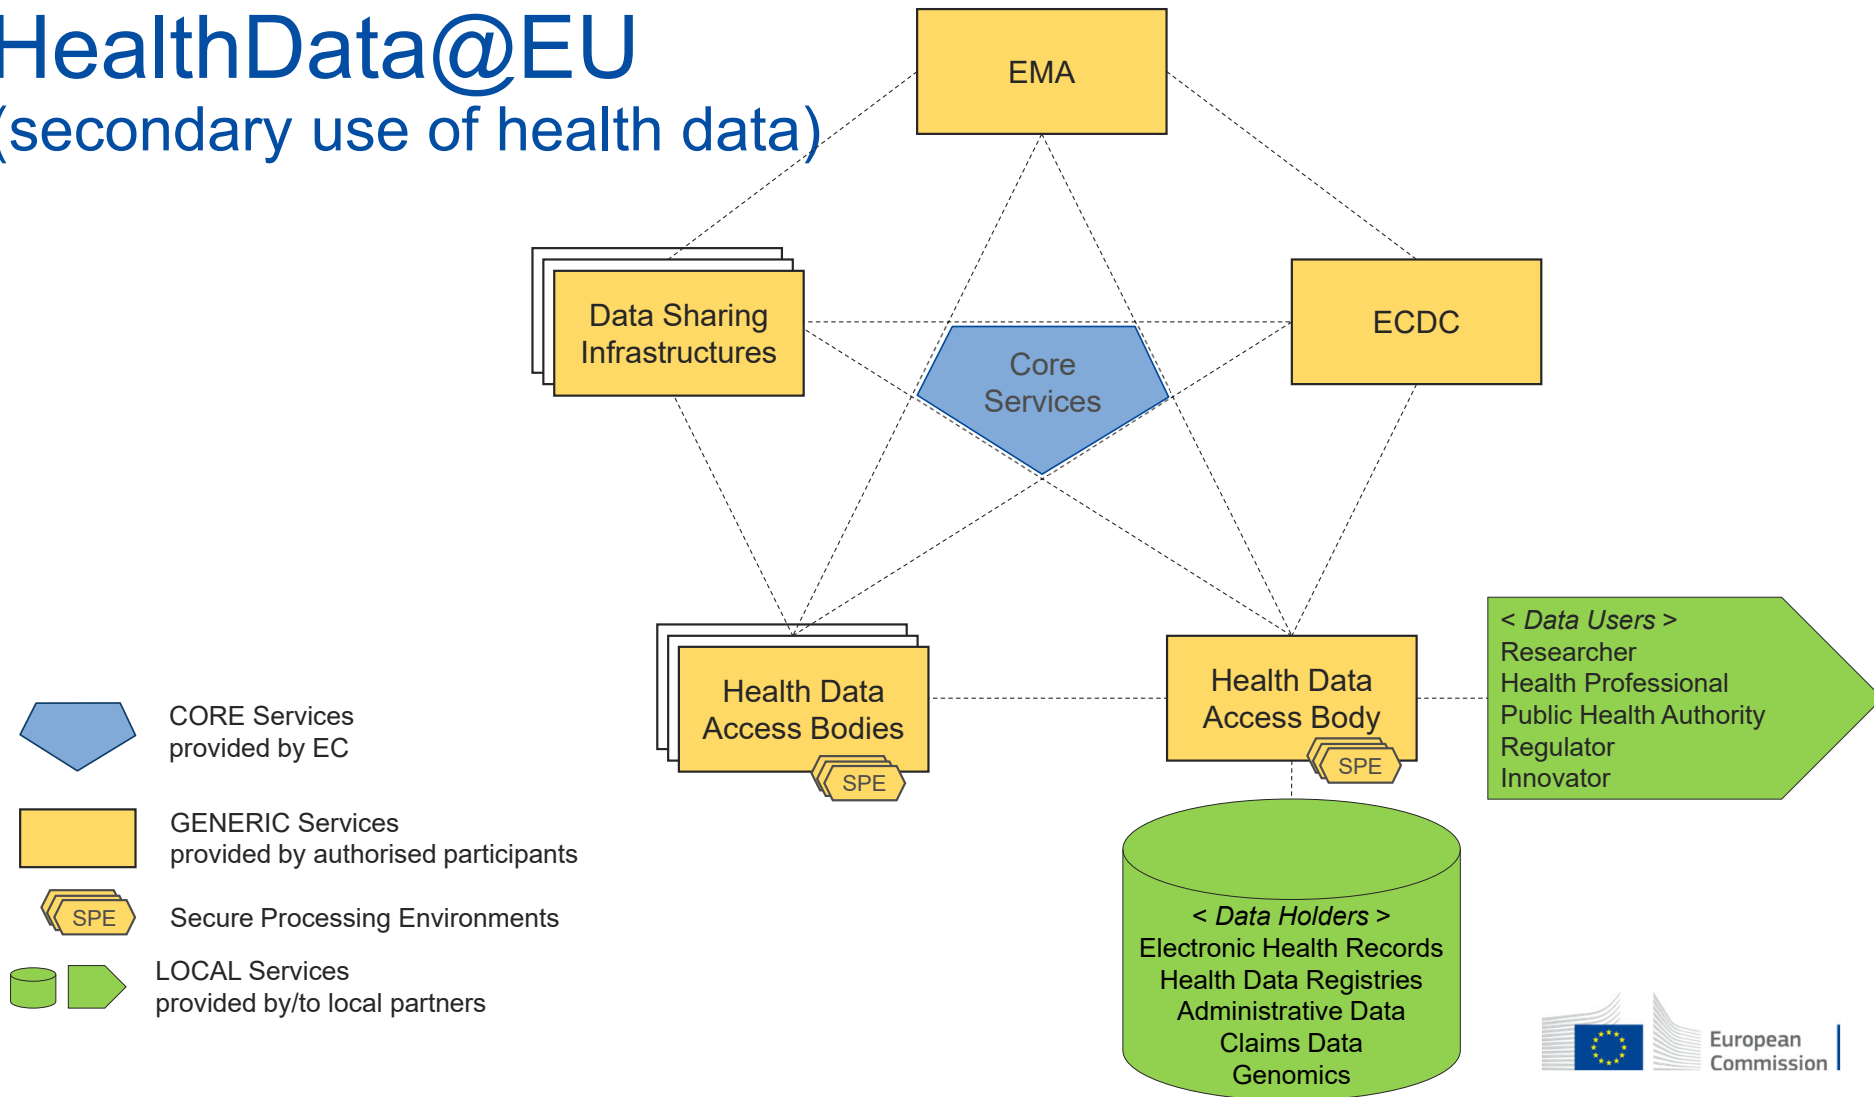 HealthData@EU
(secondary use of health data)
EMA
Data Sharing
Infrastructures
ECDC
Core
Services
Health Data
Access Bodies
SPE
Health Data
Access Body
SPE
< Data Users >
Researcher
Health Professional
Public Health Authority
Regulator
Innovator
< Data Holders >
Electronic Health Records
Health Data Registries
Administrative Data
Claims Data
Genomics
CORE Services
provided by EC
GENERIC Services
provided by authorised participants
SPE
Secure Processing Environments
LOCAL Services
provided by/to local partners
European
Commission